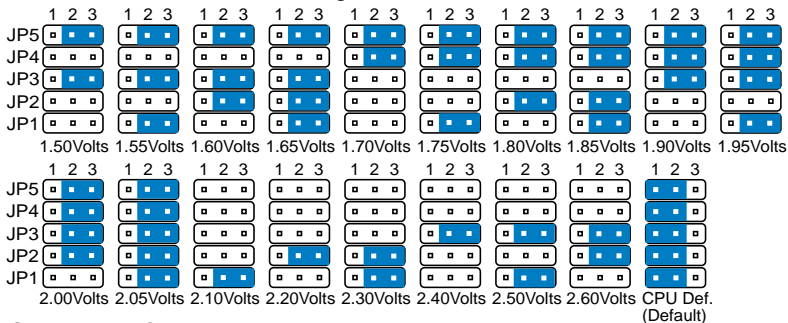 1 2 3 1 2 3 1 2 3 1 2 3 1 2 3 1 2 3 1 2 3 1 2 3 1 2 3 1 2 3
JP5
JP4
JP3
JP2
JP1
1.50Volts 1.55Volts 1.60Volts 1.65Volts 1.70Volts 1.75Volts 1.80Volts 1.85Volts 1.90Volts 1.95Volts
1 2 3 1 2 3 1 2 3 1 2 3 1 2 3 1 2 3 1 2 3 1 2 3 1 2 3
JP5
JP4
JP3
JP2
JP1
2.00Volts 2.05Volts 2.10Volts 2.20Volts 2.30Volts 2.40Volts 2.50Volts 2.60Volts CPU Def.
(Default)